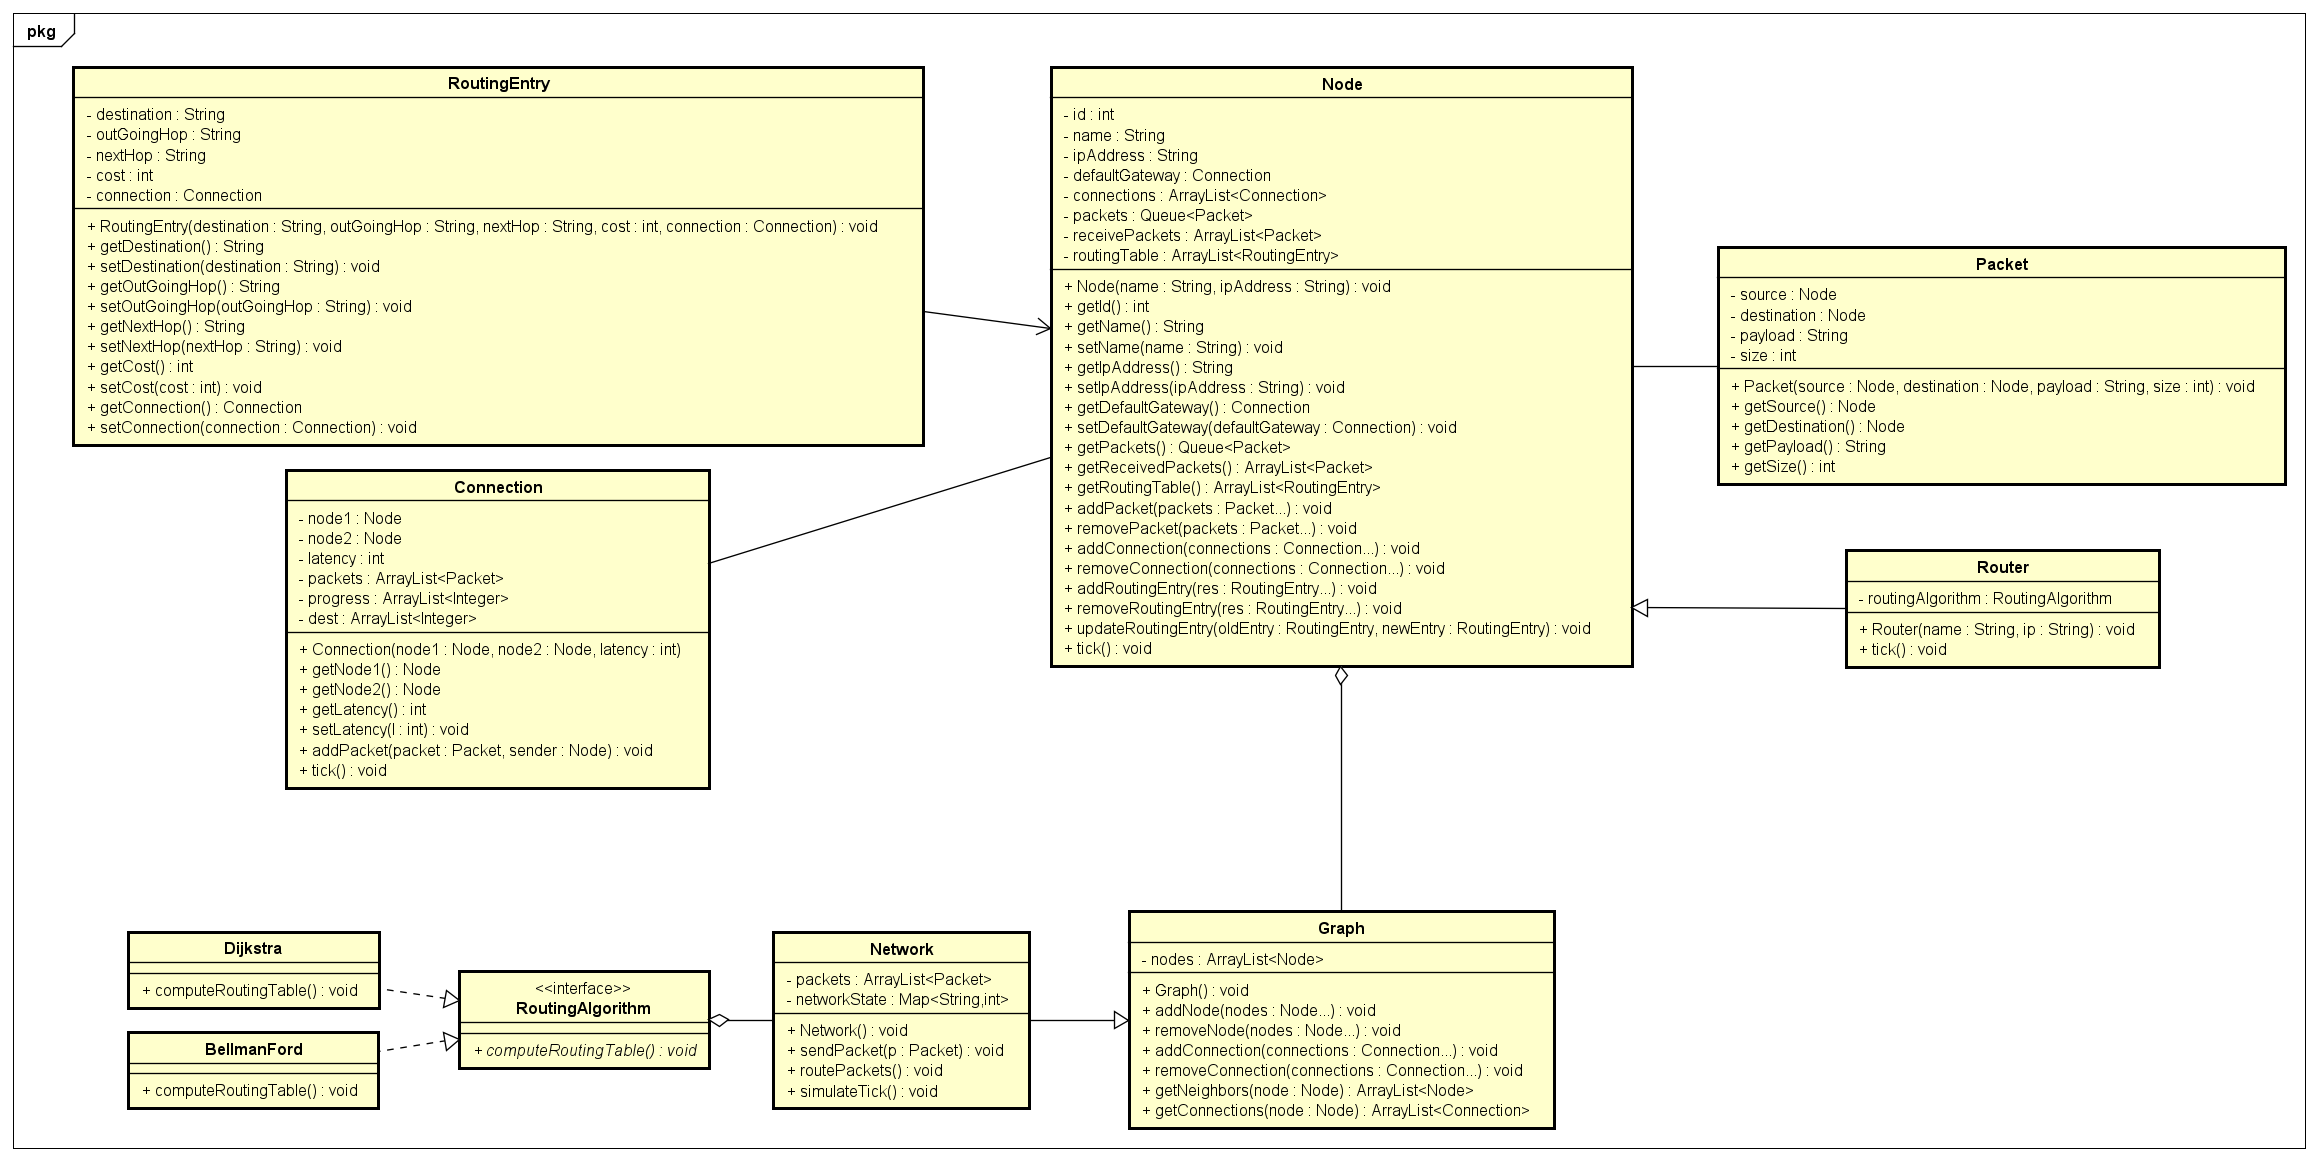 pkg
RoutingEntry
- destination : String
- outGoingHop : String
- nextHop : String
- cost : int
- connection : Connection
+ RoutingEntry(destination : String, outGoingHop : String, nextHop : String, cost : int, connection : Connection) : void
+ getDestination() : String
+ setDestination(destination : String) : void
+ getOutGoingHop() : String
+ setOutGoingHop(outGoingHop : String) : void
+ getNextHop() : String
+ setNextHop(nextHop : String) : void
+ getCost() : int
+ setCost(cost : int) : void
+ getConnection() : Connection
+ setConnection(connection : Connection) : void
Node
- id : int
- name : String
- ipAddress : String
- defaultGateway : Connection
- connections : ArrayList<Connection>
- packets : Queue<Packet>
- receivePackets : ArrayList<Packet>
- routingTable : ArrayList<RoutingEntry>
+ Node(name : String, ipAddress : String) : void
+ getId() : int
+ getName() : String
+ setName(name : String) : void
+ getIpAddress() : String
+ setIpAddress(ipAddress : String) : void
+ getDefaultGateway() : Connection
+ setDefaultGateway(defaultGateway : Connection) : void
+ getPackets() : Queue<Packet>
+ getReceivedPackets() : ArrayList<Packet>
+ getRoutingTable() : ArrayList<RoutingEntry>
+ addPacket(packets : Packet...) : void
+ removePacket(packets : Packet...) : void
+ addConnection(connections : Connection...) : void
+ removeConnection(connections : Connection...) : void
+ addRoutingEntry(res : RoutingEntry...) : void
+ removeRoutingEntry(res : RoutingEntry...) : void
+ updateRoutingEntry(oldEntry : RoutingEntry, newEntry : RoutingEntry) : void
+ tick() : void
Packet
- source : Node
- destination : Node
- payload : String
- size : int
+ Packet(source : Node, destination : Node, payload : String, size : int) : void
+ getSource() : Node
+ getDestination() : Node
+ getPayload() : String
+ getSize() : int
Connection
- node1 : Node
- node2 : Node
- latency : int
- packets : ArrayList<Packet>
- progress : ArrayList<Integer>
- dest : ArrayList<Integer>
+ Connection(node1 : Node, node2 : Node, latency : int)
+ getNode1() : Node
+ getNode2() : Node
+ getLatency() : int
+ setLatency(l : int) : void
+ addPacket(packet : Packet, sender : Node) : void
+ tick() : void
Router
- routingAlgorithm : RoutingAlgorithm
+ Router(name : String, ip : String) : void
+ tick() : void
Dijkstra
+ computeRoutingTable() : void
BellmanFord
+ computeRoutingTable() : void
<<interface>>
RoutingAlgorithm
+ computeRoutingTable() : void
Network
- packets : ArrayList<Packet>
- networkState : Map<String,int>
+ Network() : void
+ sendPacket(p : Packet) : void
+ routePackets() : void
+ simulateTick() : void
Graph
- nodes : ArrayList<Node>
+ Graph() : void
+ addNode(nodes : Node...) : void
+ removeNode(nodes : Node...) : void
+ addConnection(connections : Connection...) : void
+ removeConnection(connections : Connection...) : void
+ getNeighbors(node : Node) : ArrayList<Node>
+ getConnections(node : Node) : ArrayList<Connection>